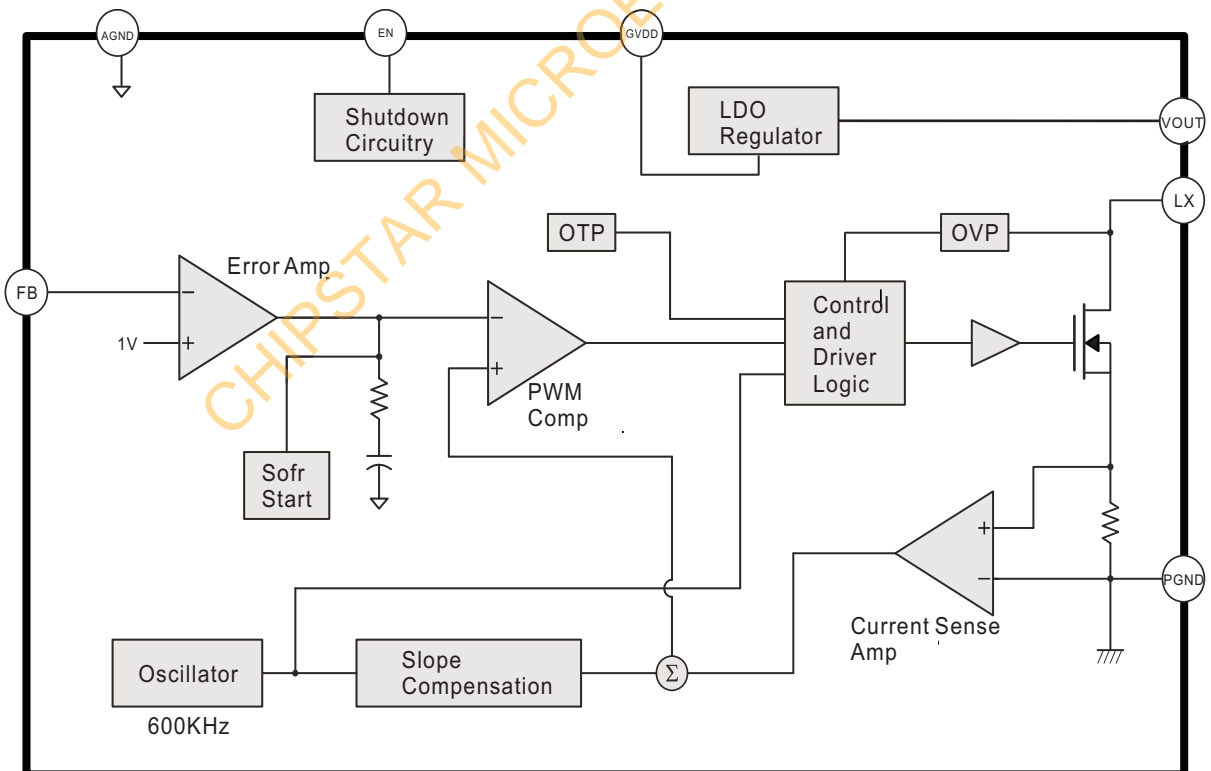 AGND
EN
GVDD
Shutdown
Circuitry
LDO
Regulator
VOUT
LX
OTP
OVP
FB
Error Amp
−
1V
+
−
+
PWM
Comp
Control
and
Driver
Logic
Sofr
Start
+
−
PGND
Current Sense
Amp
Oscillator
600KHz
Slope
Compensation
Σ
CHIPSTAR